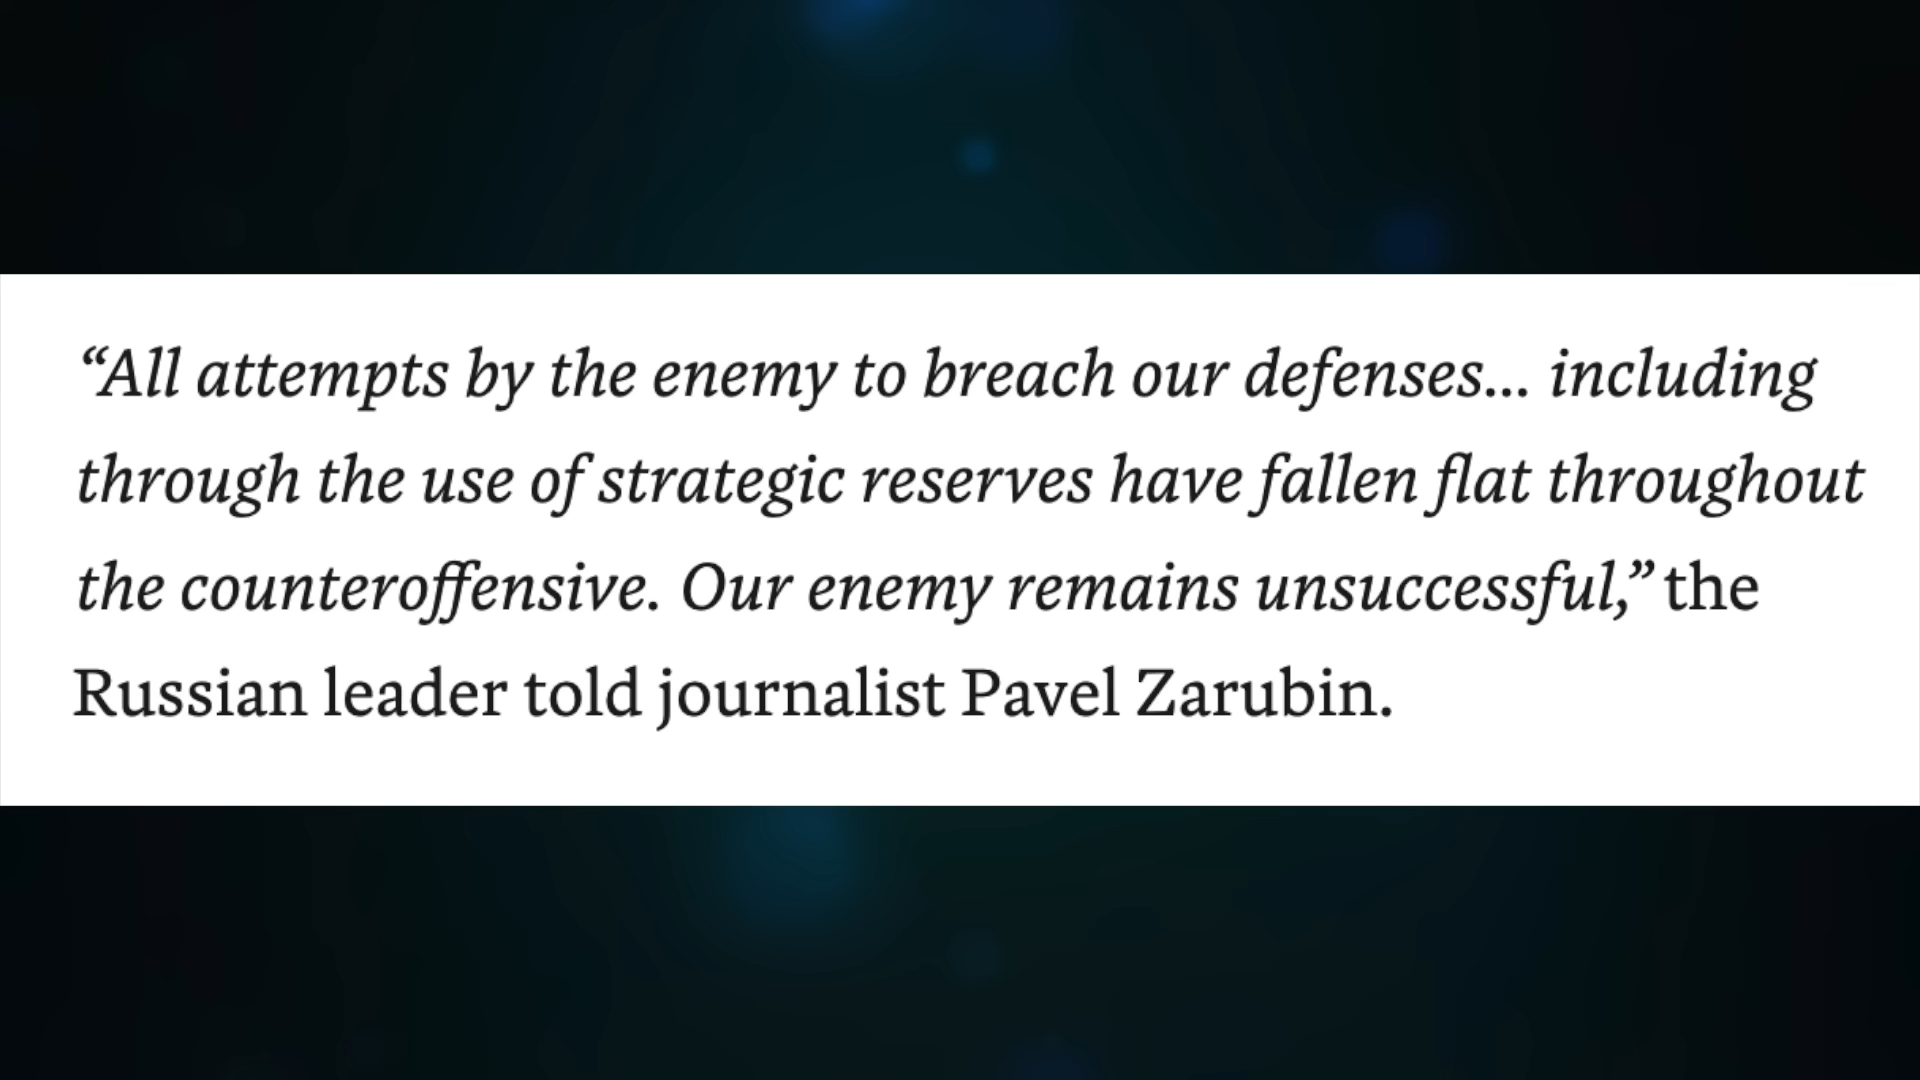 “All attempts by the enemy to breach our defenses... including
through the use of strategic reserves have fallen flat throughout
the counteroffensive. Our enemy remains unsuccessful,” the
Russian leader told journalist Pavel Zarubin.